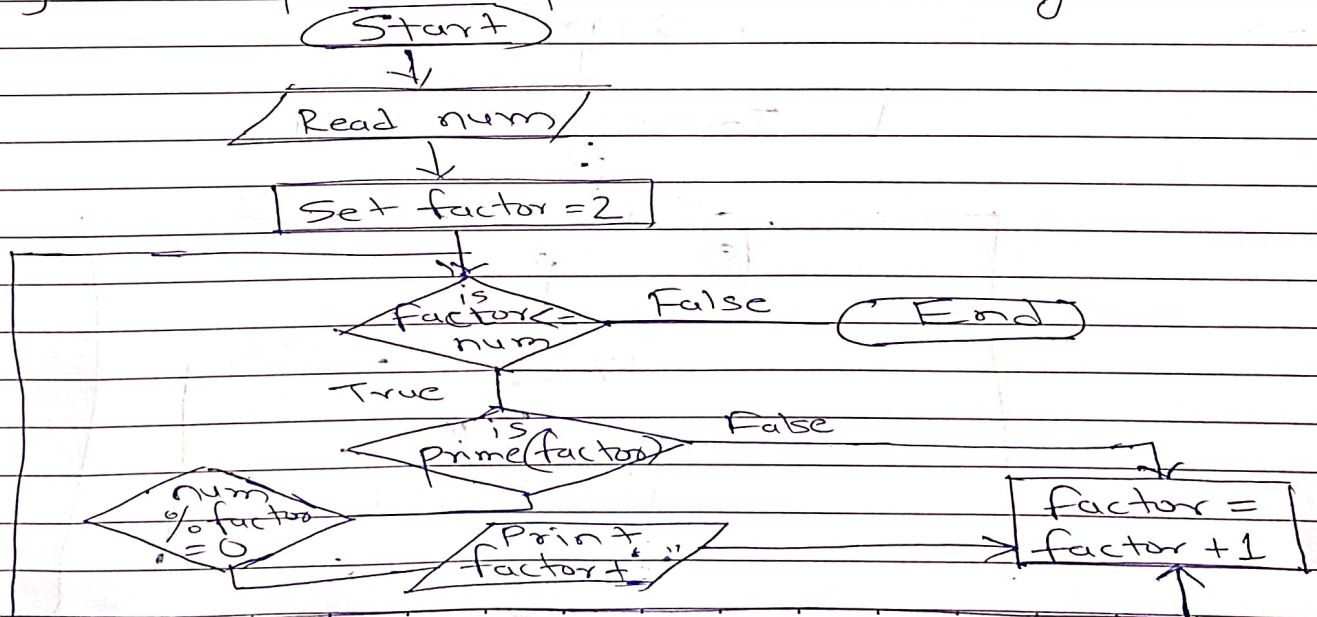 Start
Read num
Set factor = 2
is
factor <=
num
False
End
True
is
prime(factor)
False
num
% factor
= 0
Print
factor + " "
factor =
factor + 1